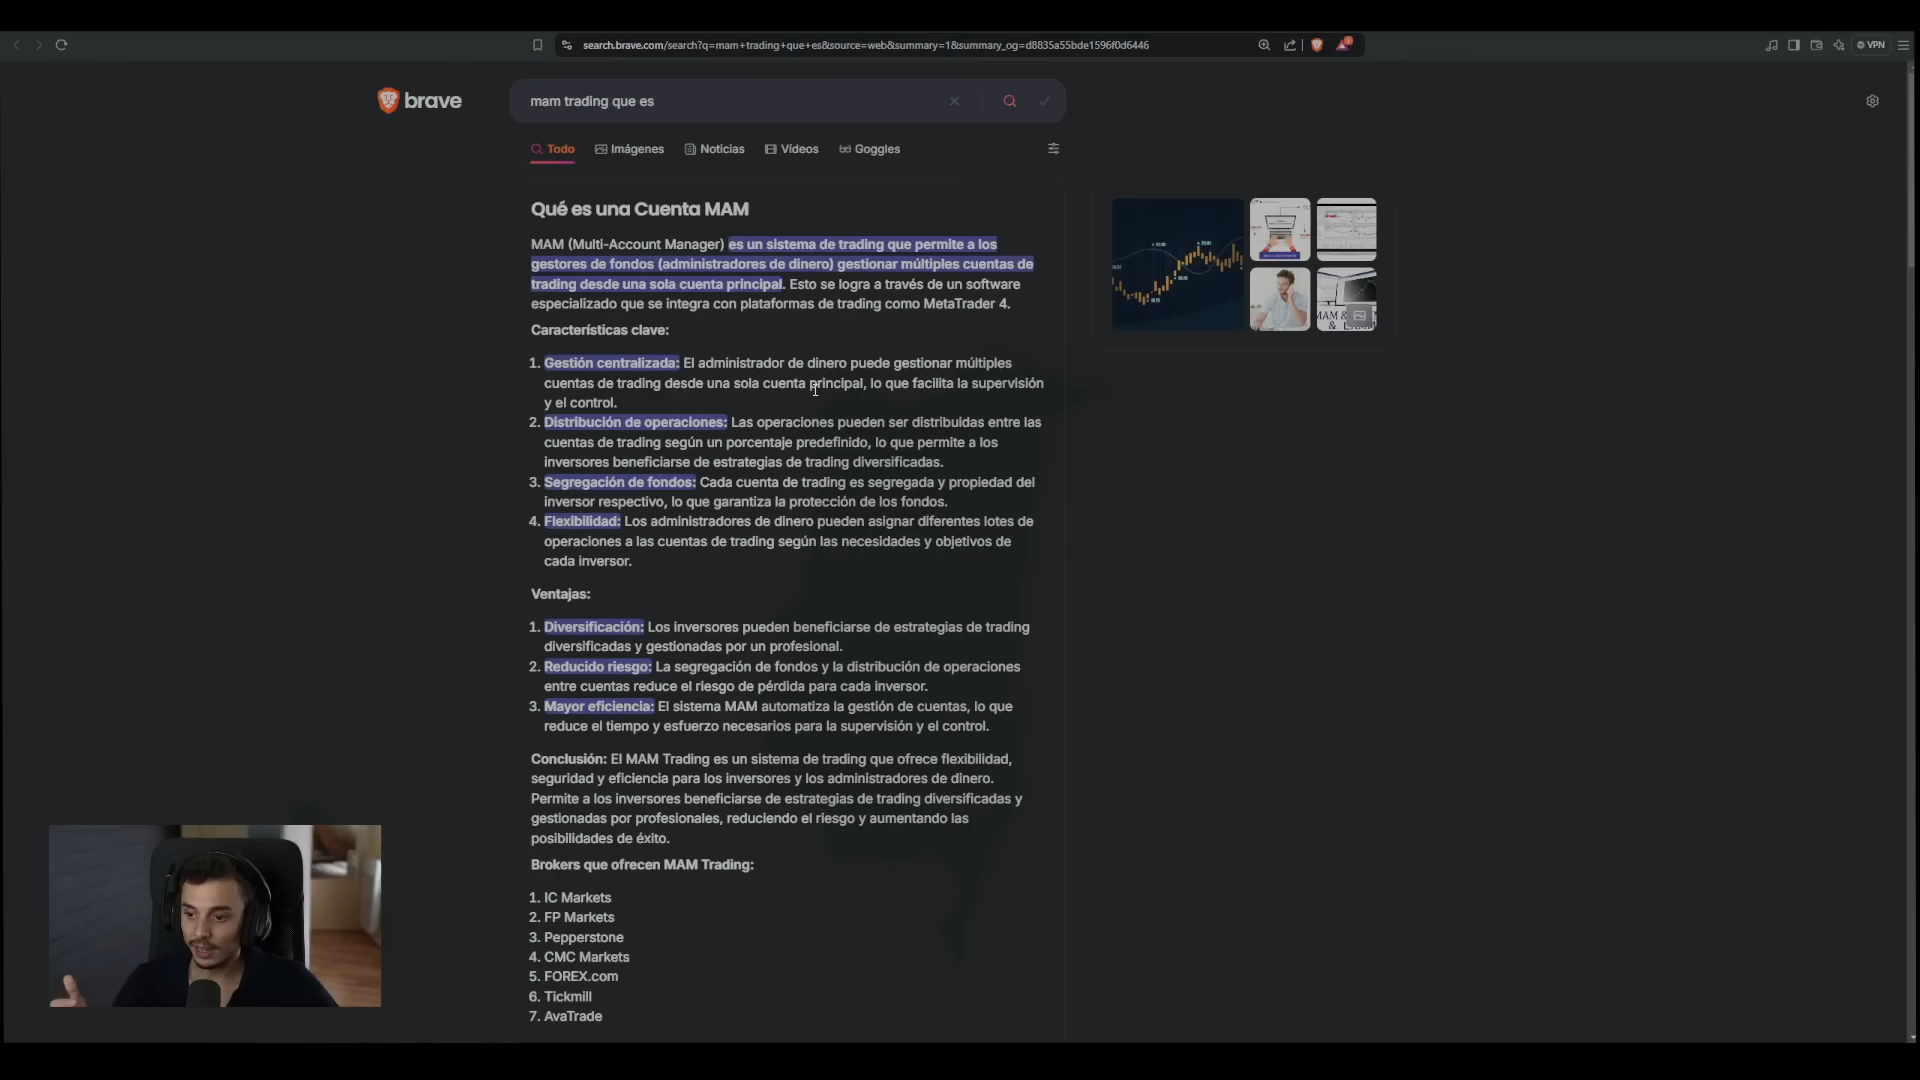 search.brave.com/search?q=mam+trading+que+es&source=web&summary=1&summary_og=d8835a55bde1596f0d6446
VPN
brave
mam trading que es
Todo
Imágenes
Noticias
Vídeos
Goggles
Qué es una Cuenta MAM
MAM (Multi-Account Manager) es un sistema de trading que permite a los
gestores de fondos (administradores de dinero) gestionar múltiples cuentas de
trading desde una sola cuenta principal. Esto se logra a través de un software
especializado que se integra con plataformas de trading como MetaTrader 4.
Características clave:
1. Gestión centralizada: El administrador de dinero puede gestionar múltiples
cuentas de trading desde una sola cuenta principal, lo que facilita la supervisión
y el control.
2. Distribución de operaciones: Las operaciones pueden ser distribuidas entre las
cuentas de trading según un porcentaje predefinido, lo que permite a los
inversores beneficiarse de estrategias de trading diversificadas.
3. Segregación de fondos: Cada cuenta de trading es segregada y propiedad del
inversor respectivo, lo que garantiza la protección de los fondos.
4. Flexibilidad: Los administradores de dinero pueden asignar diferentes lotes de
operaciones a las cuentas de trading según las necesidades y objetivos de
cada inversor.
Ventajas:
1. Diversificación: Los inversores pueden beneficiarse de estrategias de trading
diversificadas y gestionadas por un profesional.
2. Reducido riesgo: La segregación de fondos y la distribución de operaciones
entre cuentas reduce el riesgo de pérdida para cada inversor.
3. Mayor eficiencia: El sistema MAM automatiza la gestión de cuentas, lo que
reduce el tiempo y esfuerzo necesarios para la supervisión y el control.
Conclusión: El MAM Trading es un sistema de trading que ofrece flexibilidad,
seguridad y eficiencia para los inversores y los administradores de dinero.
Permite a los inversores beneficiarse de estrategias de trading diversificadas y
gestionadas por profesionales, reduciendo el riesgo y aumentando las
posibilidades de éxito.
Brokers que ofrecen MAM Trading:
1. IC Markets
2. FP Markets
3. Pepperstone
4. CMC Markets
5. FOREX.com
6. Tickmill
7. AvaTrade